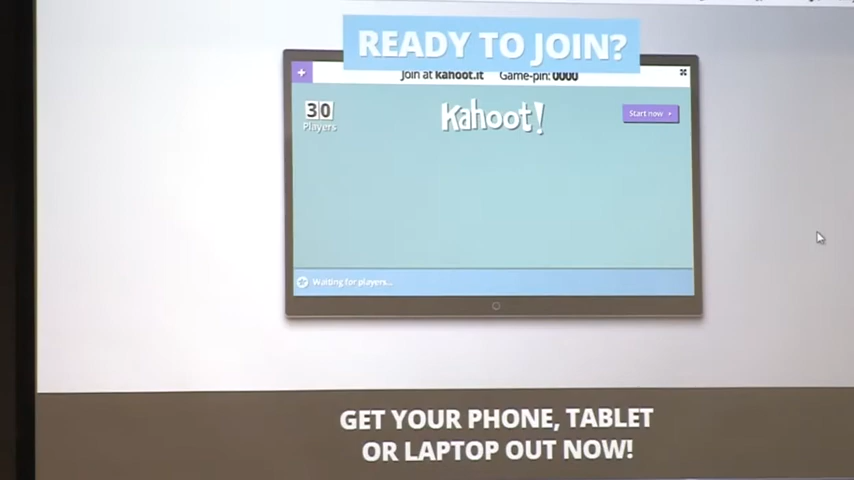 READY TO JOIN?
Join at kahoot.it Game-pin: 0000
30
Players
Kahoot!
Start now
Waiting for players...
GET YOUR PHONE, TABLET
OR LAPTOP OUT NOW!